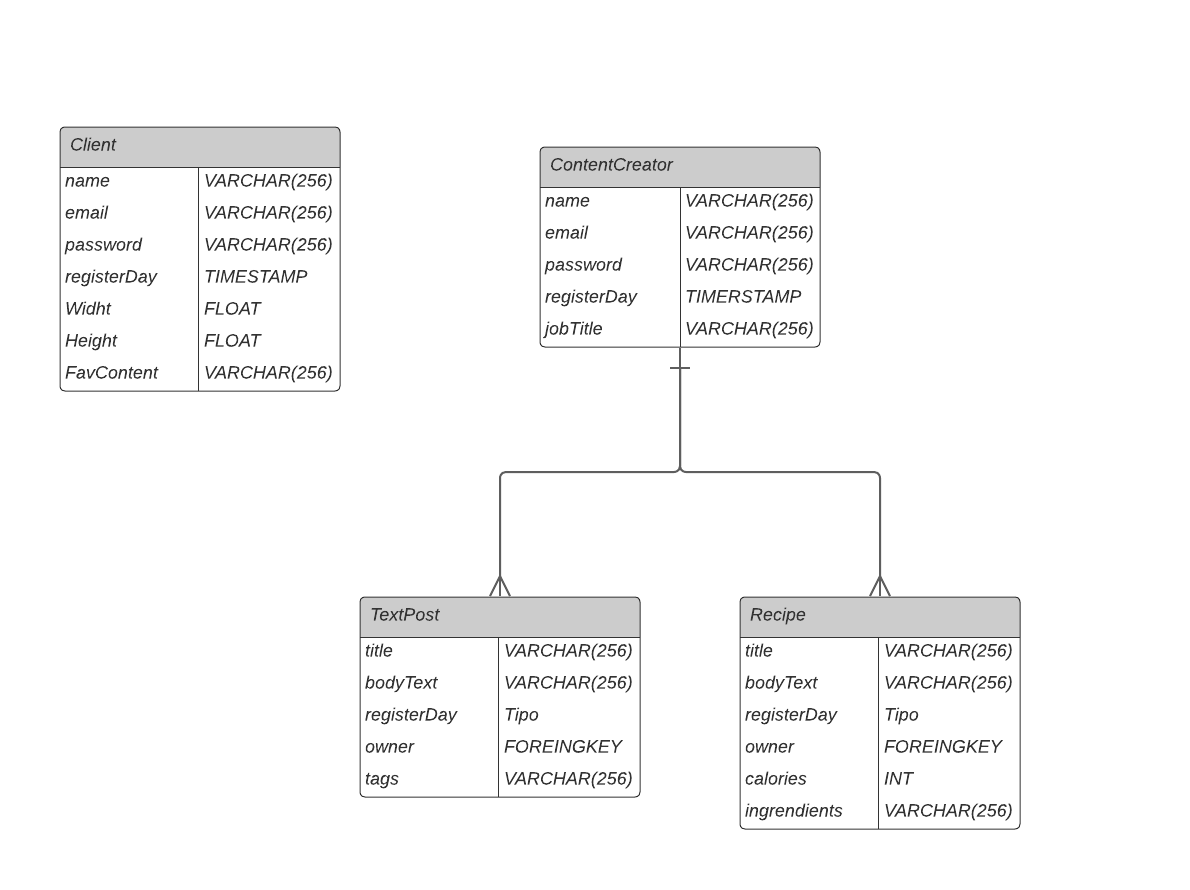 Client
name VARCHAR(256)
email VARCHAR(256)
password VARCHAR(256)
registerDay TIMESTAMP
Widht FLOAT
Height FLOAT
FavContent VARCHAR(256)
ContentCreator
name VARCHAR(256)
email VARCHAR(256)
password VARCHAR(256)
registerDay TIMERSTAMP
jobTitle VARCHAR(256)
TextPost
title VARCHAR(256)
bodyText VARCHAR(256)
registerDay Tipo
owner FOREINGKEY
tags VARCHAR(256)
Recipe
title VARCHAR(256)
bodyText VARCHAR(256)
registerDay Tipo
owner FOREINGKEY
calories INT
ingrendients VARCHAR(256)